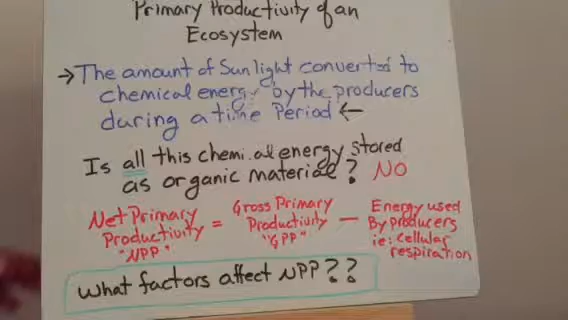 Primary Productivity of an
Ecosystem
→ The amount of Sunlight converted to
chemical energy by the producers
during a time Period ←
Is all this chemical energy stored
as organic material? NO
Net Primary Productivity "NPP" = Gross Primary Productivity "GPP" — Energy used By producers ie: cellular respiration
What factors affect NPP??